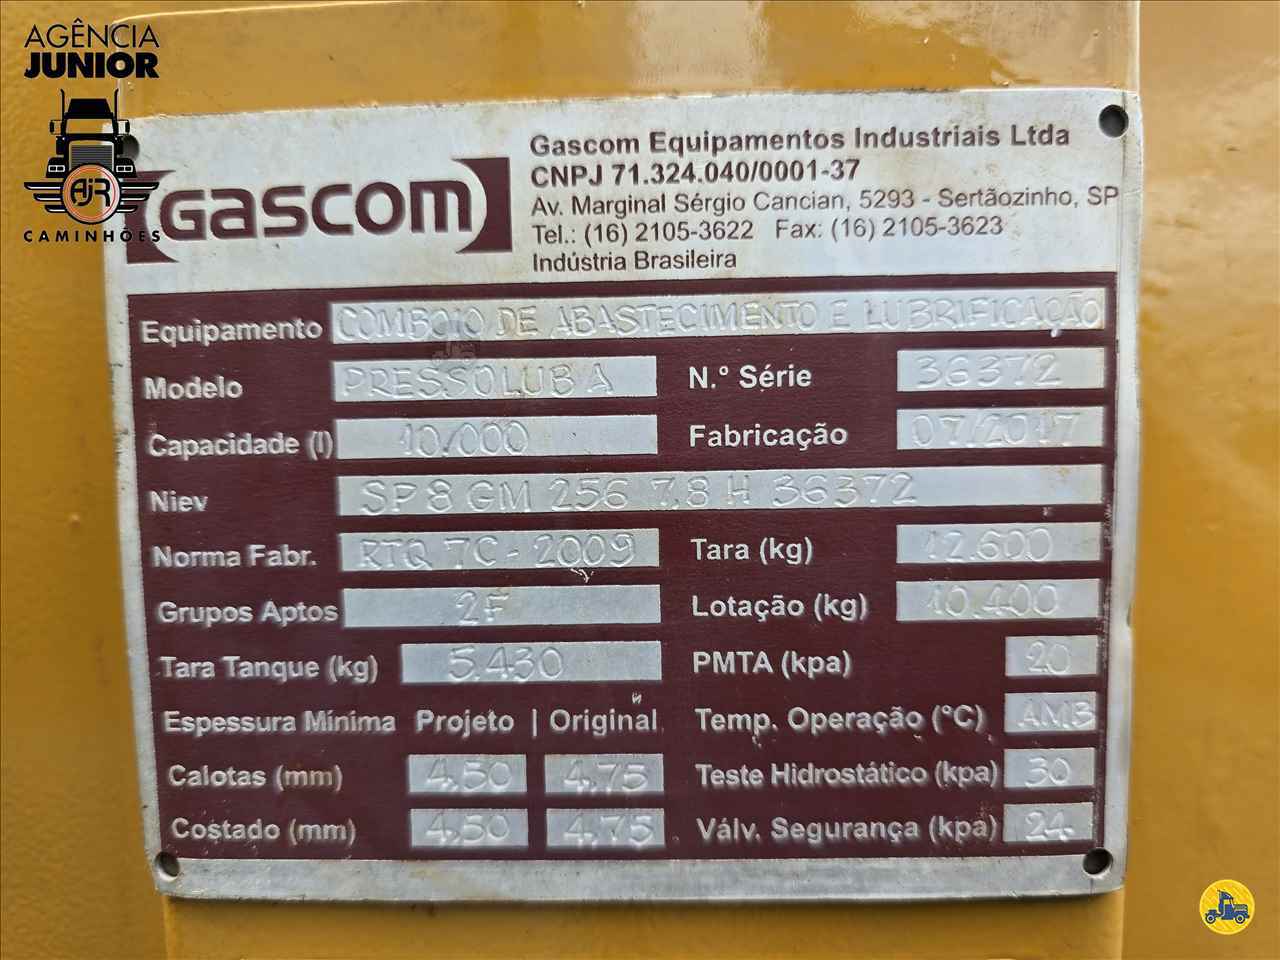 AGÊNCIA
JUNIOR
AJR
CAMINHÕES
GASCOM
Gascom Equipamentos Industriais Ltda
CNPJ 71.324.040/0001-37
Av. Marginal Sérgio Cancian, 5293 - Sertãozinho, SP
Tel.: (16) 2105-3622 Fax: (16) 2105-3623
Indústria Brasileira
Equipamento COMBOIO DE ABASTECIMENTO E LUBRIFICAÇÃO
Modelo PRESSOLUB A N.º Série 36372
Capacidade (l) 10.000 Fabricação 07/2017
Niev SP 8 GM 256 7.8 H 36372
Norma Fabr. RTQ 7C - 2009 Tara (kg) 12.600
Grupos Aptos 2F Lotação (kg) 10.400
Tara Tanque (kg) 5.430 PMTA (kpa) 20
Espessura Mínima Projeto | Original Temp. Operação (°C) AMB
Calotas (mm) 4,50 4,75 Teste Hidrostático (kpa) 30
Costado (mm) 4,50 4,75 Válv. Segurança (kpa) 24